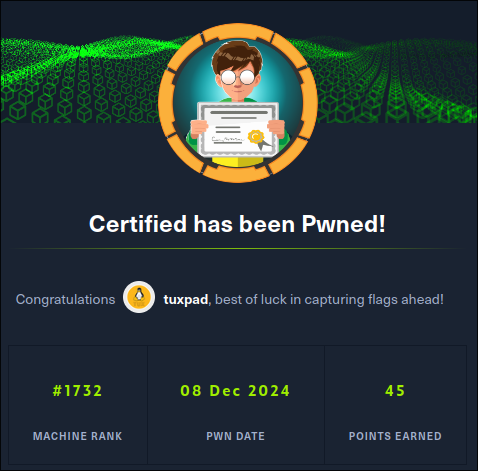 Certified has been Pwned!
Congratulations tuxpad, best of luck in capturing flags ahead!
#1732 08 Dec 2024 45
MACHINE RANK PWN DATE POINTS EARNED